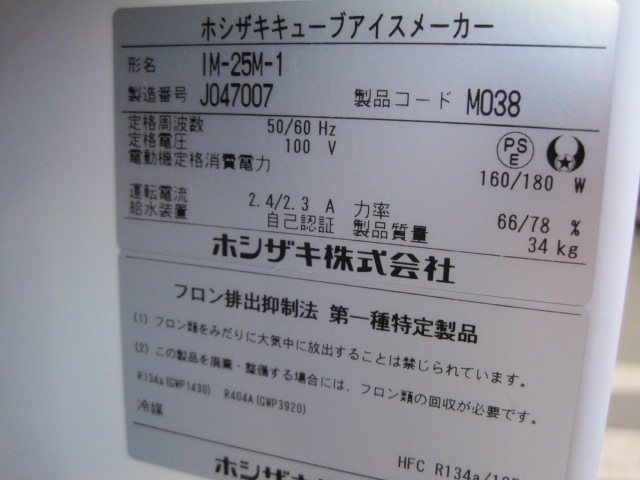 ホシザキキューブアイスメーカー
形名 IM-25M-1
製造番号 J047007 製品コード M038
定格周波数 50/60 Hz
定格電圧 100 V
PS
E
電動機定格消費電力 160/180 W
運転電流 2.4/2.3 A 力率 66/78 %
給水装置 自己認証 製品質量 34 kg
ホシザキ株式会社
フロン排出抑制法 第一種特定製品
(1) フロン類をみだりに大気中に放出することは禁じられています。
(2) この製品を廃棄・整備する場合には、フロン類の回収が必要です。
R134a(GWP1430) R404A(GWP3920)
冷媒 HFC R134a/
ホシザキ株式会社